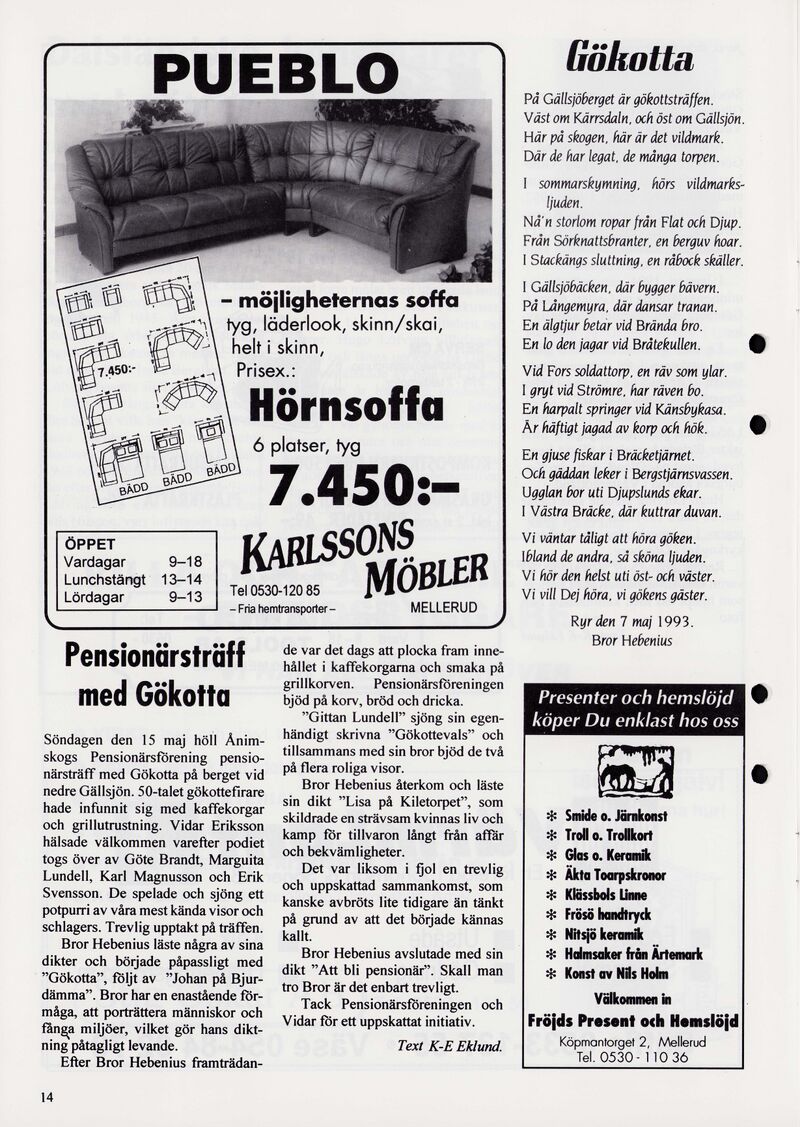 PUEBLO
7.450:-
BÄDD
BÄDD
BÄDD
– möjligheternas soffa
tyg, läderlook, skinn/skai,
helt i skinn,
Prisex.:
Hörnsoffa
6 platser, tyg
7.450:–
ÖPPET
Vardagar 9–18
Lunchstängt 13–14
Lördagar 9–13
KARLSSONS
MÖBLER
Tel 0530-120 85
– Fria hemtransporter –
MELLERUD
Pensionärsträff
med Gökotta
Söndagen den 15 maj höll Ånim-
skogs Pensionärsförening pensio-
närsträff med Gökotta på berget vid
nedre Gällsjön. 50-talet gökottefirare
hade infunnit sig med kaffekorgar
och grillutrustning. Vidar Eriksson
hälsade välkommen varefter podiet
togs över av Göte Brandt, Marguita
Lundell, Karl Magnusson och Erik
Svensson. De spelade och sjöng ett
potpurri av våra mest kända visor och
schlagers. Trevlig upptakt på träffen.
Bror Hebenius läste några av sina
dikter och började påpassligt med
”Gökotta”, följt av ”Johan på Bjur-
dämma”. Bror har en enastående för-
måga, att porträttera människor och
fånga miljöer, vilket gör hans dikt-
ning påtagligt levande.
Efter Bror Hebenius framträdan-
de var det dags att plocka fram inne-
hållet i kaffekorgarna och smaka på
grillkorven. Pensionärsföreningen
bjöd på korv, bröd och dricka.
”Gittan Lundell” sjöng sin egen-
händigt skrivna ”Gökottevals” och
tillsammans med sin bror bjöd de två
på flera roliga visor.
Bror Hebenius återkom och läste
sin dikt ”Lisa på Kiletorpet”, som
skildrade en strävsam kvinnas liv och
kamp för tillvaron långt från affär
och bekvämligheter.
Det var liksom i fjol en trevlig
och uppskattad sammankomst, som
kanske avbröts lite tidigare än tänkt
på grund av att det började kännas
kallt.
Bror Hebenius avslutade med sin
dikt ”Att bli pensionär”. Skall man
tro Bror är det enbart trevligt.
Tack Pensionärsföreningen och
Vidar för ett uppskattat initiativ.
Text K-E Eklund.
Gökotta
På Gällsjöberget är gökottsträffen.
Väst om Kärrsdaln, och öst om Gällsjön.
Här på skogen, här är det vildmark.
Där de har legat, de många torpen.
I sommarskymning, hörs vildmarks-
ljuden.
Nå'n storlom ropar från Flat och Djup.
Från Sörknattsbranter, en berguv hoar.
I Stackängs sluttning, en råbock skäller.
I Gällsjöbäcken, där bygger bävern.
På Långemyra, där dansar tranan.
En älgtjur betar vid Brända bro.
En lo den jagar vid Bråtekullen.
Vid Fors soldattorp, en räv som ylar.
I gryt vid Strömre, har räven bo.
En harpalt springer vid Känsbykasa.
Är häftigt jagad av korp och hök.
En gjuse fiskar i Bräcketjärnet.
Och gäddan leker i Bergstjärnsvassen.
Ugglan bor uti Djupslunds ekar.
I Västra Bräcke, där kuttrar duvan.
Vi väntar tåligt att höra göken.
Ibland de andra, så sköna ljuden.
Vi hör den helst uti öst- och väster.
Vi vill Dej höra, vi gökens gäster.
Ryr den 7 maj 1993.
Bror Hebenius
Presenter och hemslöjd
köper Du enklast hos oss
✻ Smide o. Järnkonst
✻ Troll o. Trollkort
✻ Glas o. Keramik
✻ Äkta Toarpskronor
✻ Klässbols Linne
✻ Frösö handtryck
✻ Nitsjö keramik
✻ Halmsaker från Ärtemark
✻ Konst av Nils Holm
Välkommen in
Fröjds Present och Hemslöjd
Köpmantorget 2, Mellerud
Tel. 0530 - 110 36
14